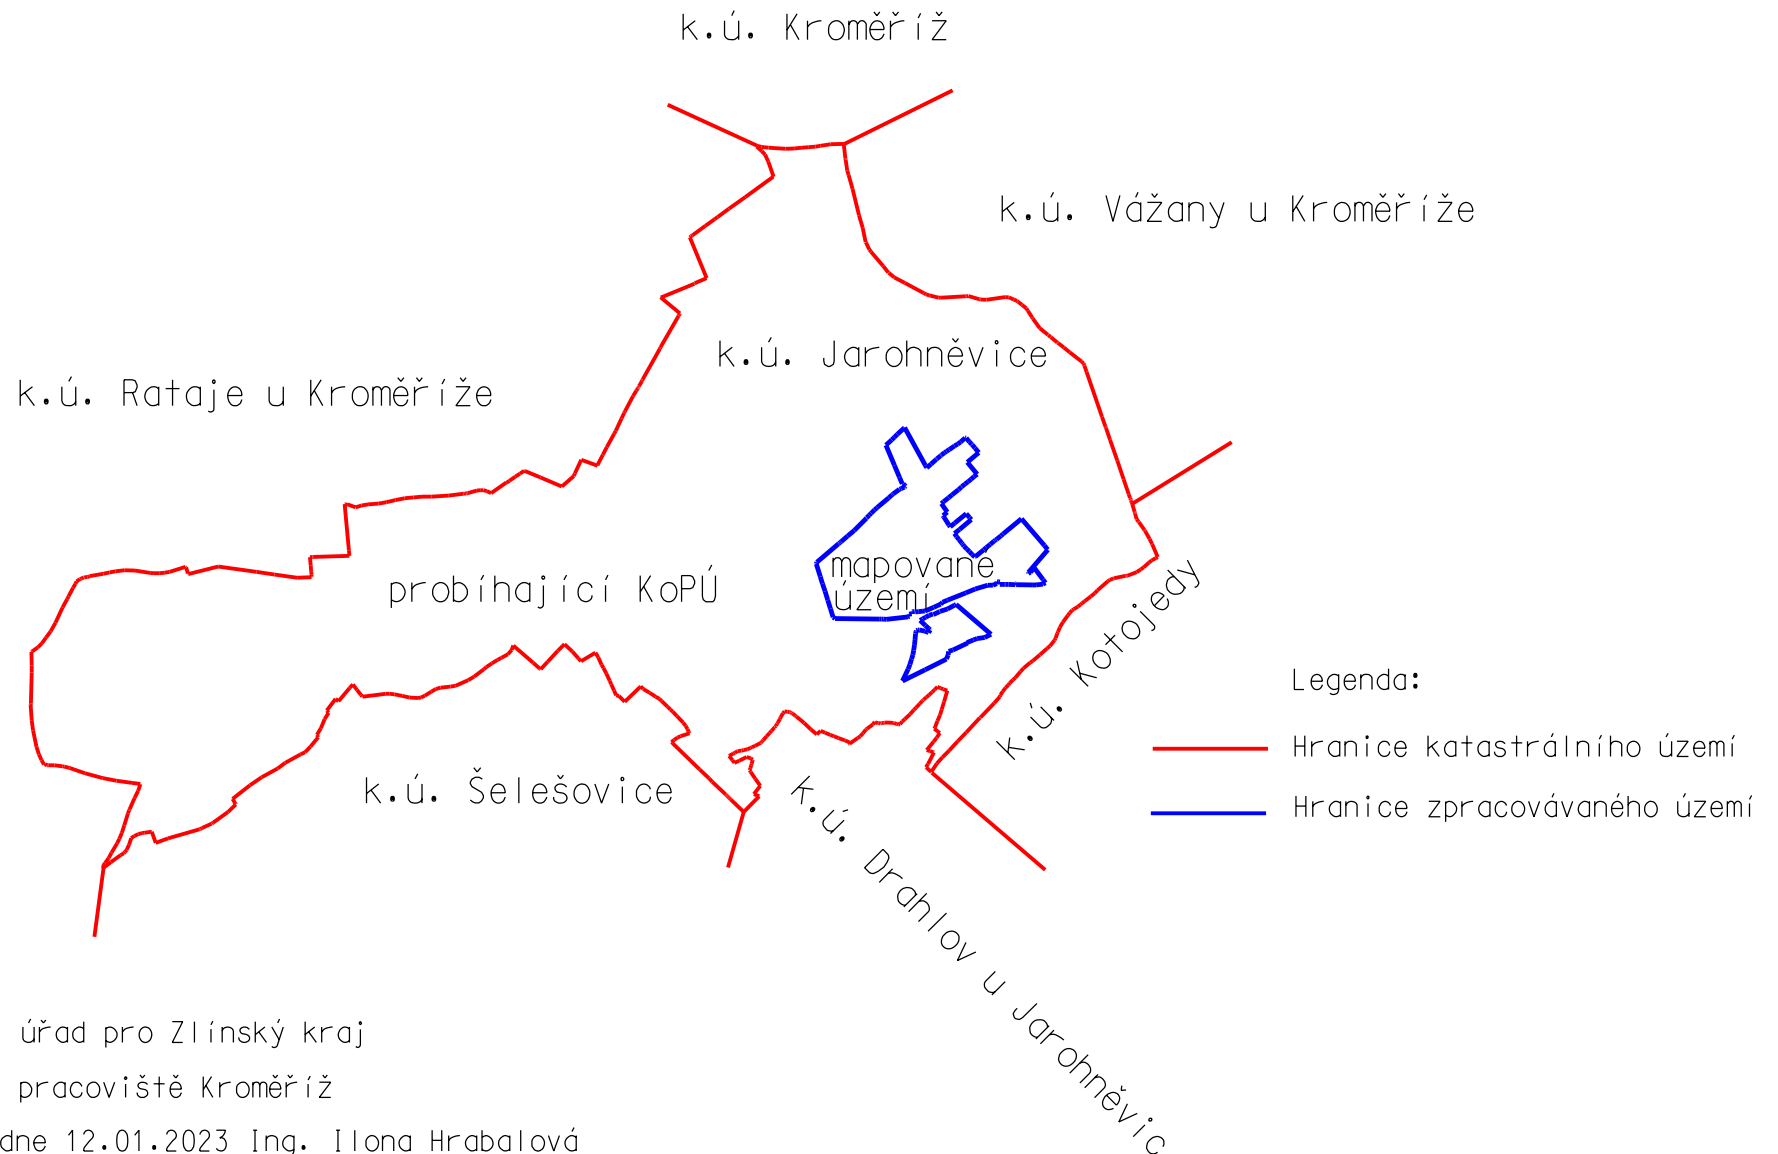 k.ú. Kroměříž
k.ú. Vážany u Kroměříže
k.ú. Jarohněvice
k.ú. Rataje u Kroměříže
mapované
území
probíhající KoPÚ
k.ú. Kotojedy
Legenda:
Hranice katastrálního území
Hranice zpracovávaného území
k.ú. Šelešovice
k.ú. Drahlov u Jarohněvic
úřad pro Zlínský kraj
pracoviště Kroměříž
dne 12.01.2023 Ing. Ilona Hrabalová